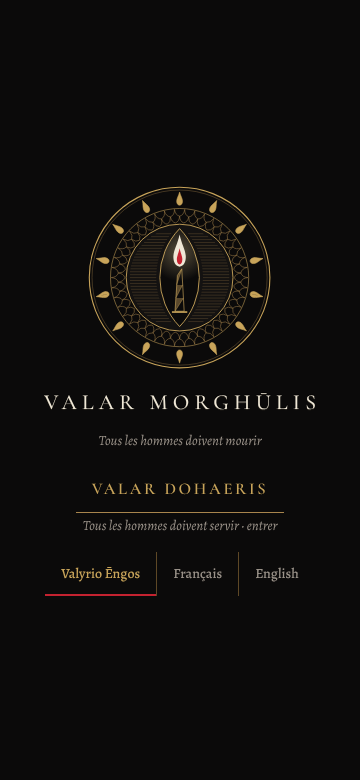 VALAR MORGHŪLIS
Tous les hommes doivent mourir
VALAR DOHAERIS
Tous les hommes doivent servir · entrer
Valyrio Ēngos
Français
English